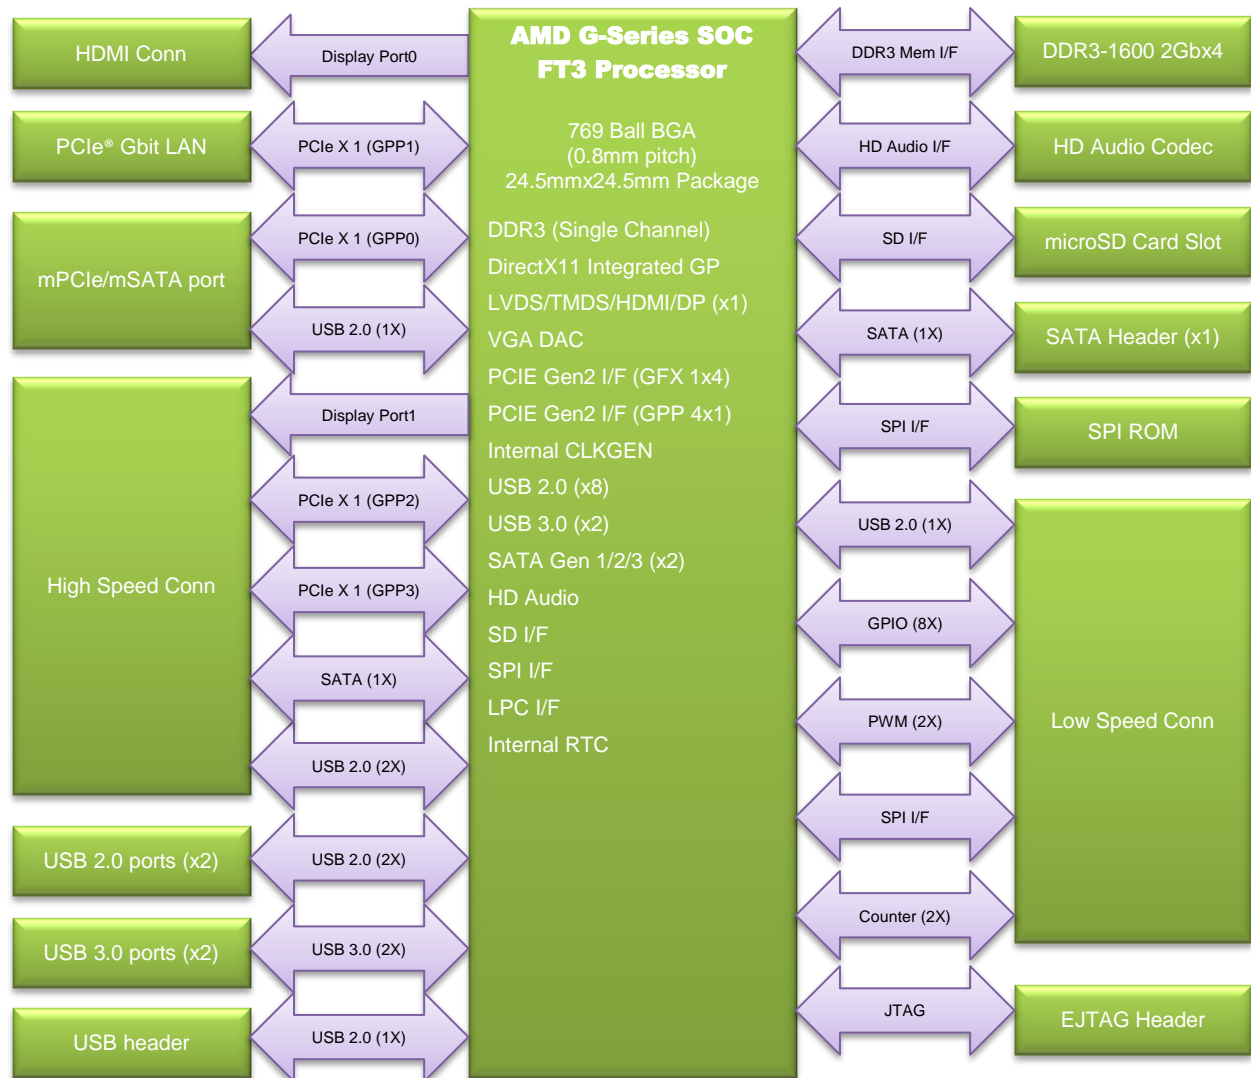 HDMI Conn
Display Port0
PCIe® Gbit LAN
PCIe X 1 (GPP1)
mPCIe/mSATA port
PCIe X 1 (GPP0)
USB 2.0 (1X)
High Speed Conn
Display Port1
PCIe X 1 (GPP2)
PCIe X 1 (GPP3)
SATA (1X)
USB 2.0 (2X)
USB 2.0 ports (x2)
USB 2.0 (2X)
USB 3.0 ports (x2)
USB 3.0 (2X)
USB header
USB 2.0 (1X)
AMD G-Series SOC
FT3 Processor
769 Ball BGA
(0.8mm pitch)
24.5mmx24.5mm Package
DDR3 (Single Channel)
DirectX11 Integrated GP
LVDS/TMDS/HDMI/DP (x1)
VGA DAC
PCIE Gen2 I/F (GFX 1x4)
PCIE Gen2 I/F (GPP 4x1)
Internal CLKGEN
USB 2.0 (x8)
USB 3.0 (x2)
SATA Gen 1/2/3 (x2)
HD Audio
SD I/F
SPI I/F
LPC I/F
Internal RTC
DDR3 Mem I/F
DDR3-1600 2Gbx4
HD Audio I/F
HD Audio Codec
SD I/F
microSD Card Slot
SATA (1X)
SATA Header (x1)
SPI I/F
SPI ROM
USB 2.0 (1X)
GPIO (8X)
PWM (2X)
SPI I/F
Counter (2X)
Low Speed Conn
JTAG
EJTAG Header